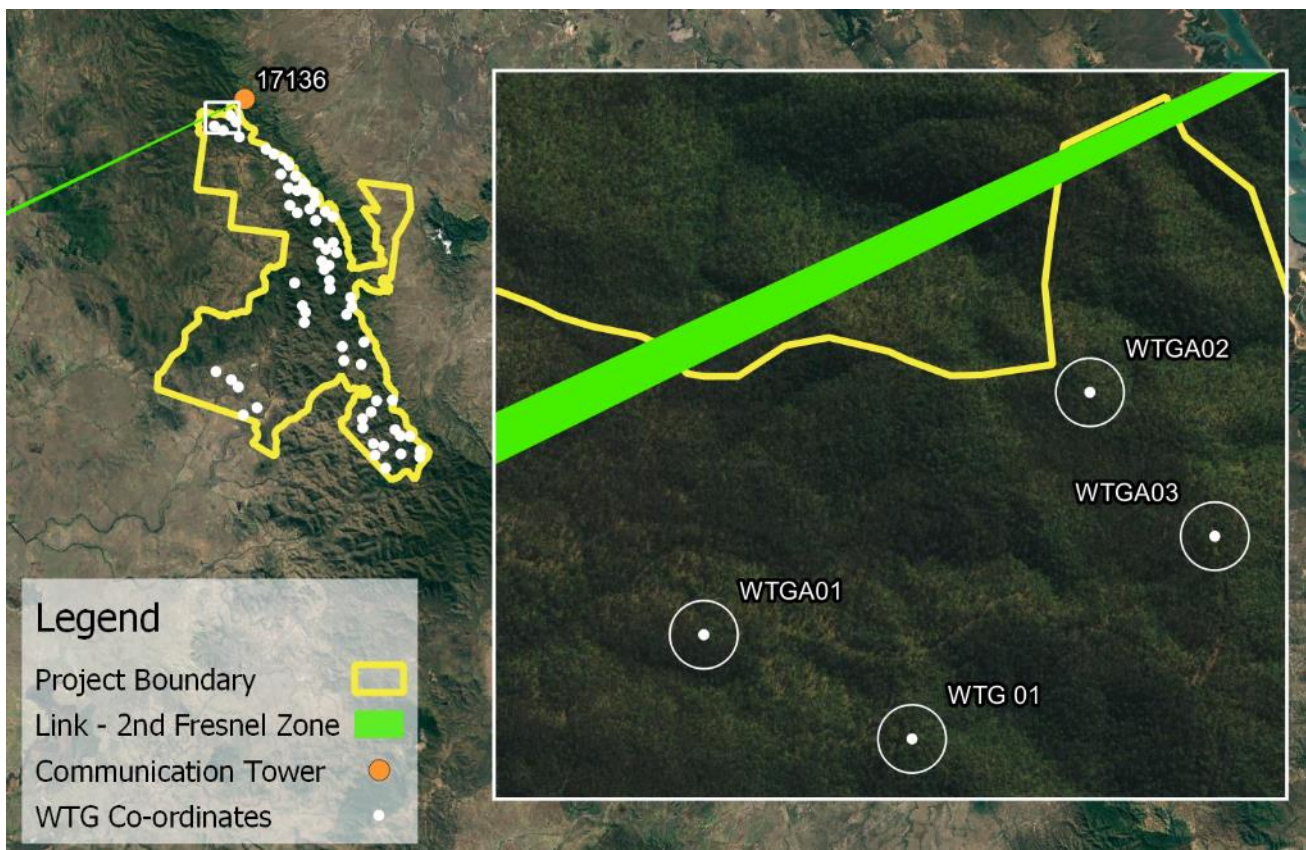 17136
WTGA02
WTGA03
WTGA01
WTG 01
Legend
Project Boundary
Link - 2nd Fresnel Zone
Communication Tower
WTG Co-ordinates